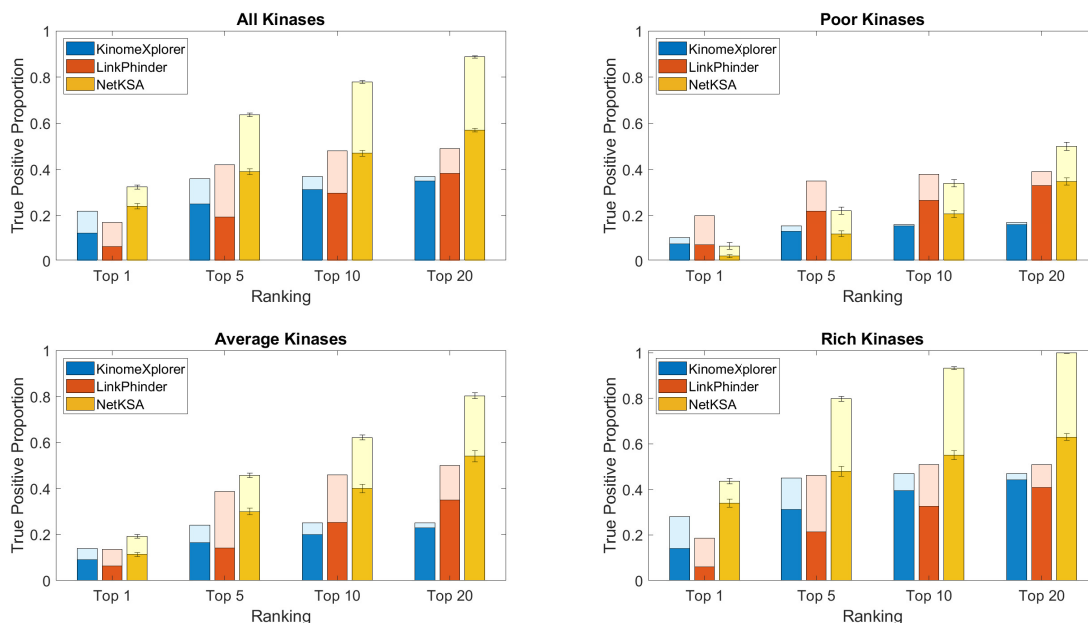 All Kinases
True Positive Proportion
1
0.8
0.6
0.4
0.2
0
KinomeXplorer
LinkPhinder
NetKSA
Top 1 Top 5 Top 10 Top 20
Ranking
Poor Kinases
True Positive Proportion
1
0.8
0.6
0.4
0.2
0
KinomeXplorer
LinkPhinder
NetKSA
Top 1 Top 5 Top 10 Top 20
Ranking
Average Kinases
True Positive Proportion
1
0.8
0.6
0.4
0.2
0
KinomeXplorer
LinkPhinder
NetKSA
Top 1 Top 5 Top 10 Top 20
Ranking
Rich Kinases
True Positive Proportion
1
0.8
0.6
0.4
0.2
0
KinomeXplorer
LinkPhinder
NetKSA
Top 1 Top 5 Top 10 Top 20
Ranking